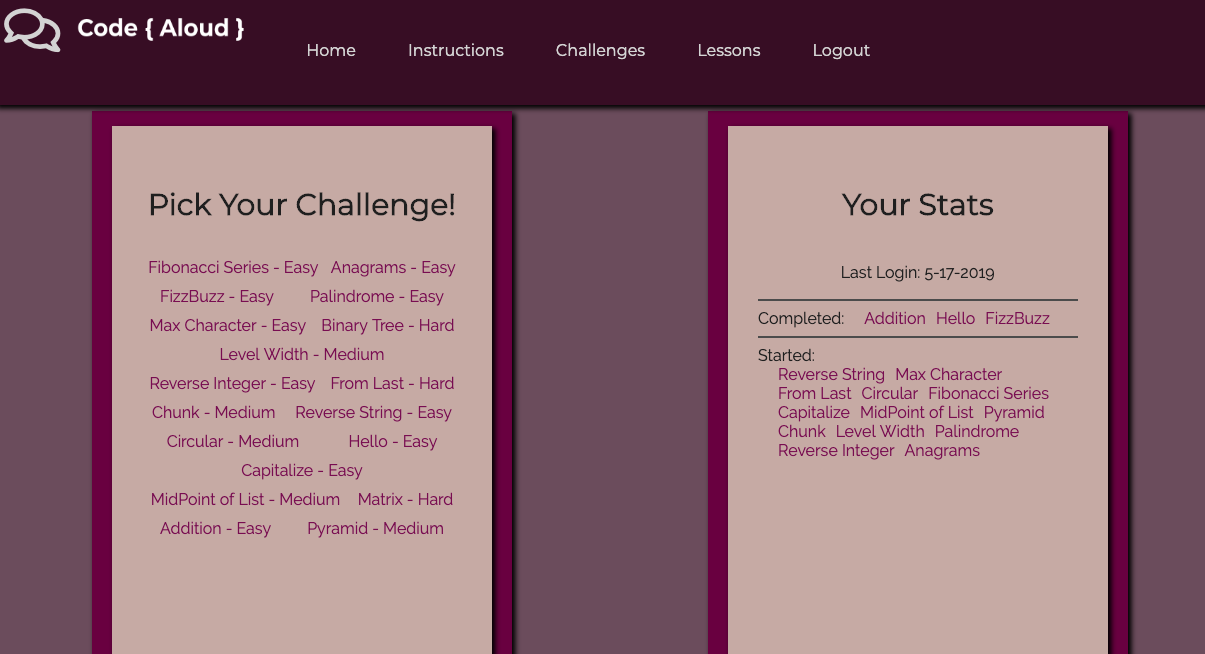 Code { Aloud }
Home Instructions Challenges Lessons Logout
Pick Your Challenge!
Fibonacci Series - Easy Anagrams - Easy
FizzBuzz - Easy Palindrome - Easy
Max Character - Easy Binary Tree - Hard
Level Width - Medium
Reverse Integer - Easy From Last - Hard
Chunk - Medium Reverse String - Easy
Circular - Medium Hello - Easy
Capitalize - Easy
MidPoint of List - Medium Matrix - Hard
Addition - Easy Pyramid - Medium
Your Stats
Last Login: 5-17-2019
Completed: Addition Hello FizzBuzz
Started:
Reverse String Max Character
From Last Circular Fibonacci Series
Capitalize MidPoint of List Pyramid
Chunk Level Width Palindrome
Reverse Integer Anagrams